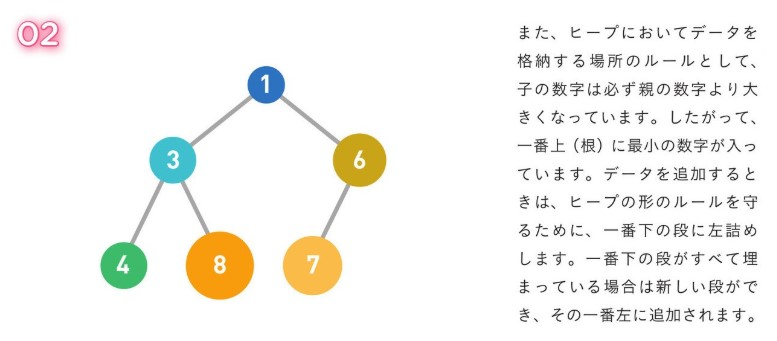 02
1
3
6
4
8
7
また、ヒープにおいてデータを
格納する場所のルールとして、
子の数字は必ず親の数字より大
きくなっています。したがって、
一番上（根）に最小の数字が入っ
ています。データを追加すると
きは、ヒープの形のルールを守
るために、一番下の段に左詰め
します。一番下の段がすべて埋
まっている場合は新しい段がで
き、その一番左に追加されます。